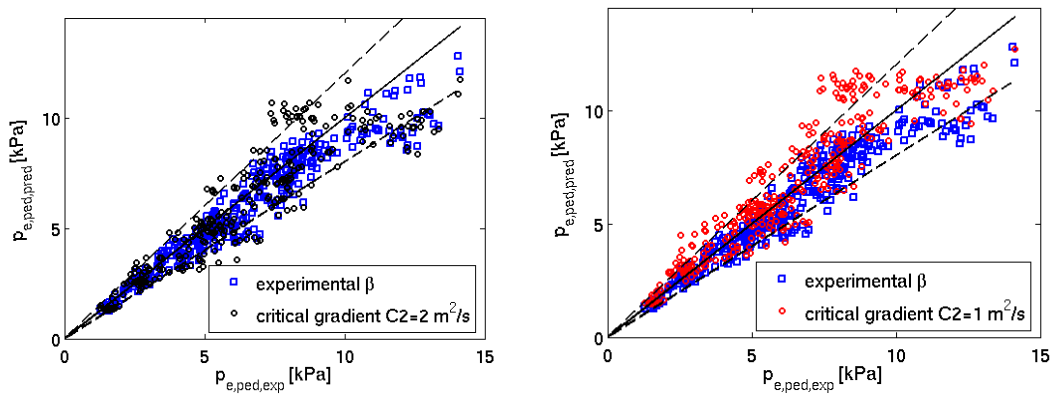 10
5
0
0
5
10
15
p_e,ped,pred [kPa]
p_e,ped,exp [kPa]
experimental β
critical gradient C2=2 m²/s
10
5
0
0
5
10
15
p_e,ped,pred [kPa]
p_e,ped,exp [kPa]
experimental β
critical gradient C2=1 m²/s